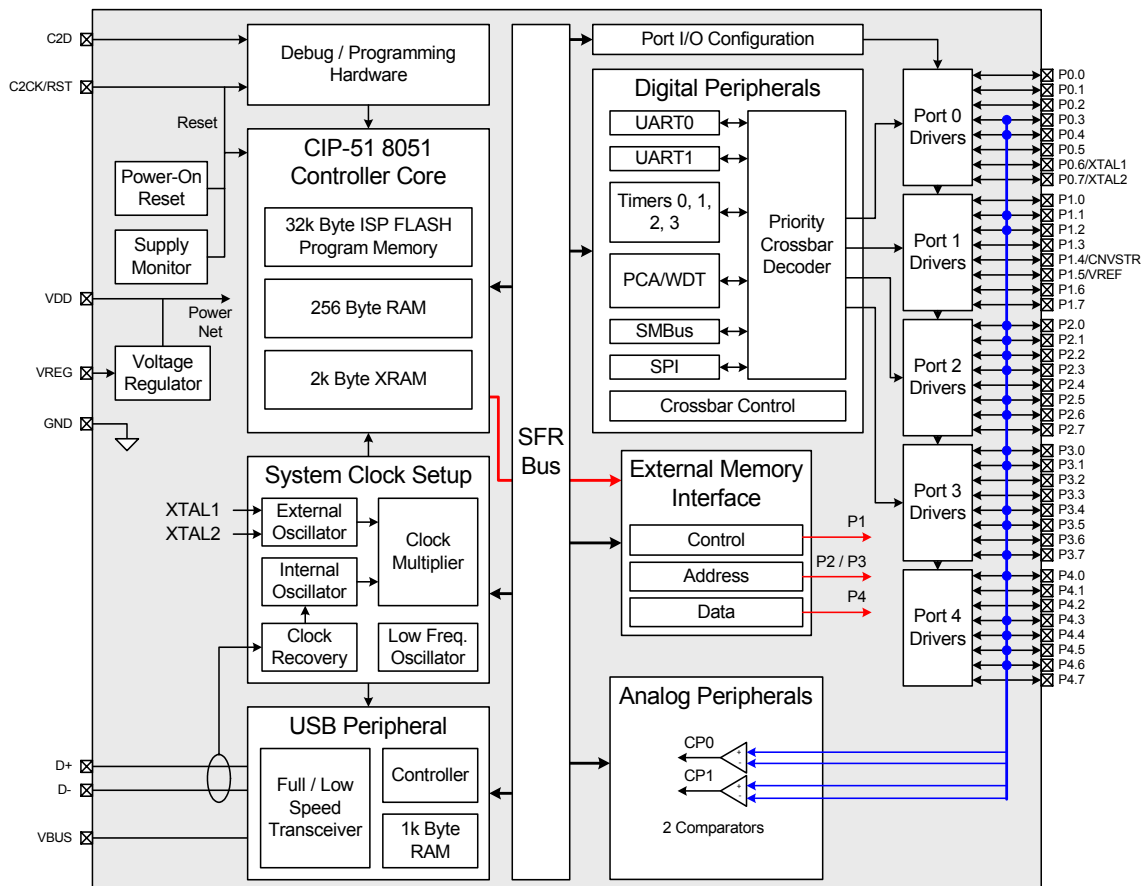 C2D
C2CK/RST
Debug / Programming
Hardware
Reset
Power-On
Reset
Supply
Monitor
VDD
Power
Net
VREG
Voltage
Regulator
GND
CIP-51 8051
Controller Core
32k Byte ISP FLASH
Program Memory
256 Byte RAM
2k Byte XRAM
System Clock Setup
XTAL1
XTAL2
External
Oscillator
Internal
Oscillator
Clock
Multiplier
Clock
Recovery
Low Freq.
Oscillator
USB Peripheral
D+
D-
VBUS
Full / Low
Speed
Transceiver
Controller
1k Byte
RAM
SFR
Bus
Port I/O Configuration
Digital Peripherals
UART0
UART1
Timers 0, 1,
2, 3
PCA/WDT
SMBus
SPI
Priority
Crossbar
Decoder
Crossbar Control
External Memory
Interface
Control
Address
Data
P1
P2 / P3
P4
Analog Peripherals
CP0
+
-
CP1
+
-
2 Comparators
Port 0
Drivers
Port 1
Drivers
Port 2
Drivers
Port 3
Drivers
Port 4
Drivers
P0.0
P0.1
P0.2
P0.3
P0.4
P0.5
P0.6/XTAL1
P0.7/XTAL2
P1.0
P1.1
P1.2
P1.3
P1.4/CNVSTR
P1.5/VREF
P1.6
P1.7
P2.0
P2.1
P2.2
P2.3
P2.4
P2.5
P2.6
P2.7
P3.0
P3.1
P3.2
P3.3
P3.4
P3.5
P3.6
P3.7
P4.0
P4.1
P4.2
P4.3
P4.4
P4.5
P4.6
P4.7